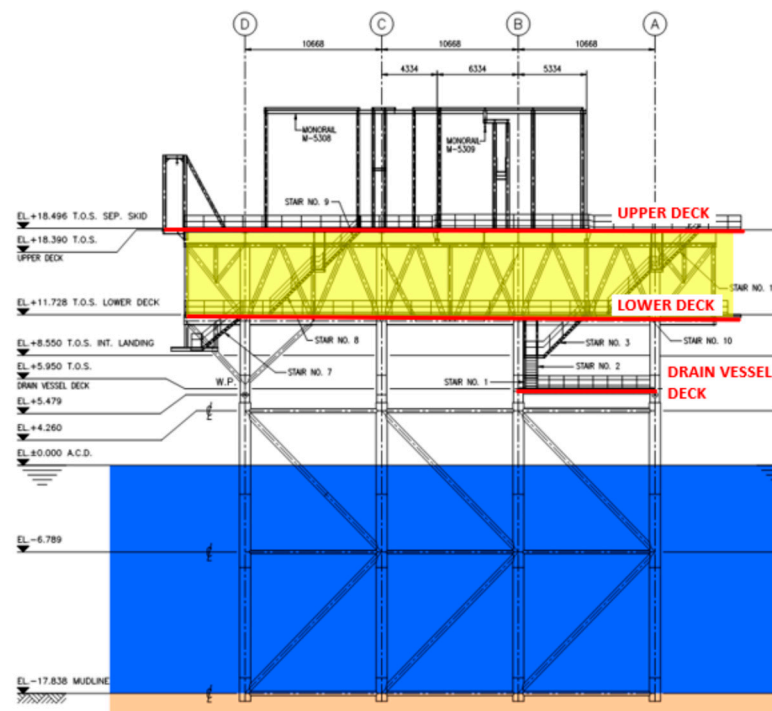 D C B A
10668 10668 10668
4334 6334 5334
MONORAIL
M-5308
MONORAIL
M-5309
STAIR NO. 9
EL.+18.496 T.O.S. SEP. SKID
UPPER DECK
EL.+18.390 T.O.S.
UPPER DECK
STAIR NO. 1
EL.+11.728 T.O.S. LOWER DECK
LOWER DECK
STAIR NO. 8
STAIR NO. 3
STAIR NO. 10
EL.+8.550 T.O.S. INT. LANDING
STAIR NO. 7
STAIR NO. 2
EL.+5.950 T.O.S.
DRAIN VESSEL DECK
W.P.
STAIR NO. 1
DRAIN VESSEL
DECK
EL.+5.479
EL.+4.260
EL.±0.000 A.C.D.
EL.-6.789
EL.-17.838 MUDLINE